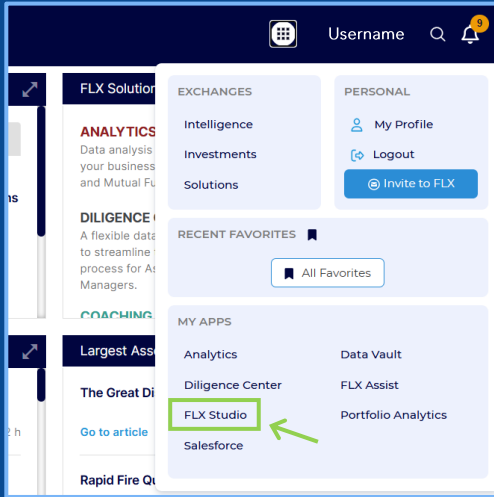 Username
9
FLX Solution
ANALYTICS
Data analysis
your business
and Mutual Fu
DILIGENCE
A flexible data
to streamline
process for As
Managers.
COACHING
ns
EXCHANGES
Intelligence
Investments
Solutions
PERSONAL
My Profile
Logout
Invite to FLX
RECENT FAVORITES
All Favorites
MY APPS
Analytics
Diligence Center
FLX Studio
Salesforce
Data Vault
FLX Assist
Portfolio Analytics
Largest Asse
The Great Di
2 h
Go to article
Rapid Fire Qu